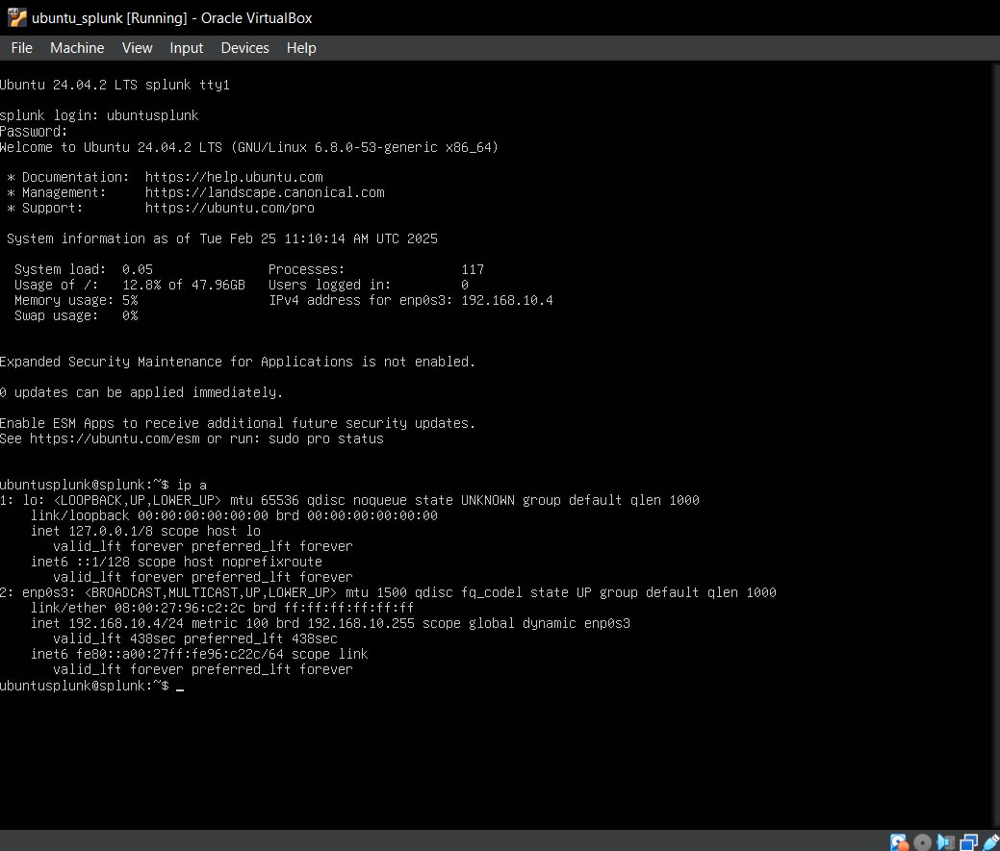 ubuntu_splunk [Running] - Oracle VirtualBox
File Machine View Input Devices Help
Ubuntu 24.04.2 LTS splunk tty1
splunk login: ubuntusplunk
Password:
Welcome to Ubuntu 24.04.2 LTS (GNU/Linux 6.8.0-53-generic x86_64)
* Documentation: https://help.ubuntu.com
* Management: https://landscape.canonical.com
* Support: https://ubuntu.com/pro
System information as of Tue Feb 25 11:10:14 AM UTC 2025
System load: 0.05 Processes: 117
Usage of /: 12.8% of 47.96GB Users logged in: 0
Memory usage: 5% IPv4 address for enp0s3: 192.168.10.4
Swap usage: 0%
Expanded Security Maintenance for Applications is not enabled.
0 updates can be applied immediately.
Enable ESM Apps to receive additional future security updates.
See https://ubuntu.com/esm or run: sudo pro status
ubuntusplunk@splunk:~$ ip a
1: lo: <LOOPBACK,UP,LOWER_UP> mtu 65536 qdisc noqueue state UNKNOWN group default qlen 1000
link/loopback 00:00:00:00:00:00 brd 00:00:00:00:00:00
inet 127.0.0.1/8 scope host lo
valid_lft forever preferred_lft forever
inet6 ::1/128 scope host noprefixroute
valid_lft forever preferred_lft forever
2: enp0s3: <BROADCAST,MULTICAST,UP,LOWER_UP> mtu 1500 qdisc fq_codel state UP group default qlen 1000
link/ether 08:00:27:96:c2:2c brd ff:ff:ff:ff:ff:ff
inet 192.168.10.4/24 metric 100 brd 192.168.10.255 scope global dynamic enp0s3
valid_lft 438sec preferred_lft 438sec
inet6 fe80::a00:27ff:fe96:c22c/64 scope link
valid_lft forever preferred_lft forever
ubuntusplunk@splunk:~$ _